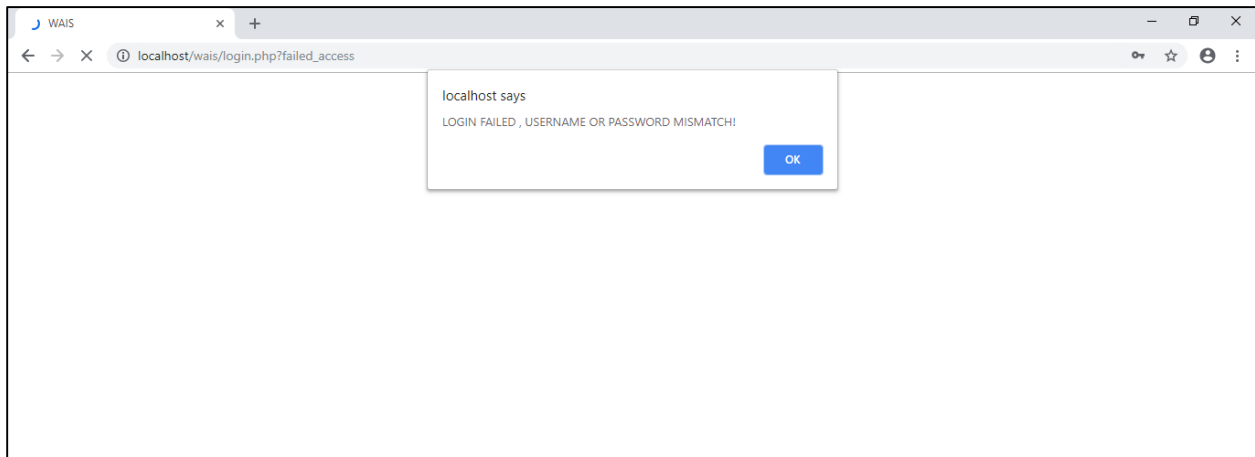 WAIS
localhost/wais/login.php?failed_access
localhost says
LOGIN FAILED , USERNAME OR PASSWORD MISMATCH!
OK